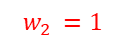 w₂ = 1